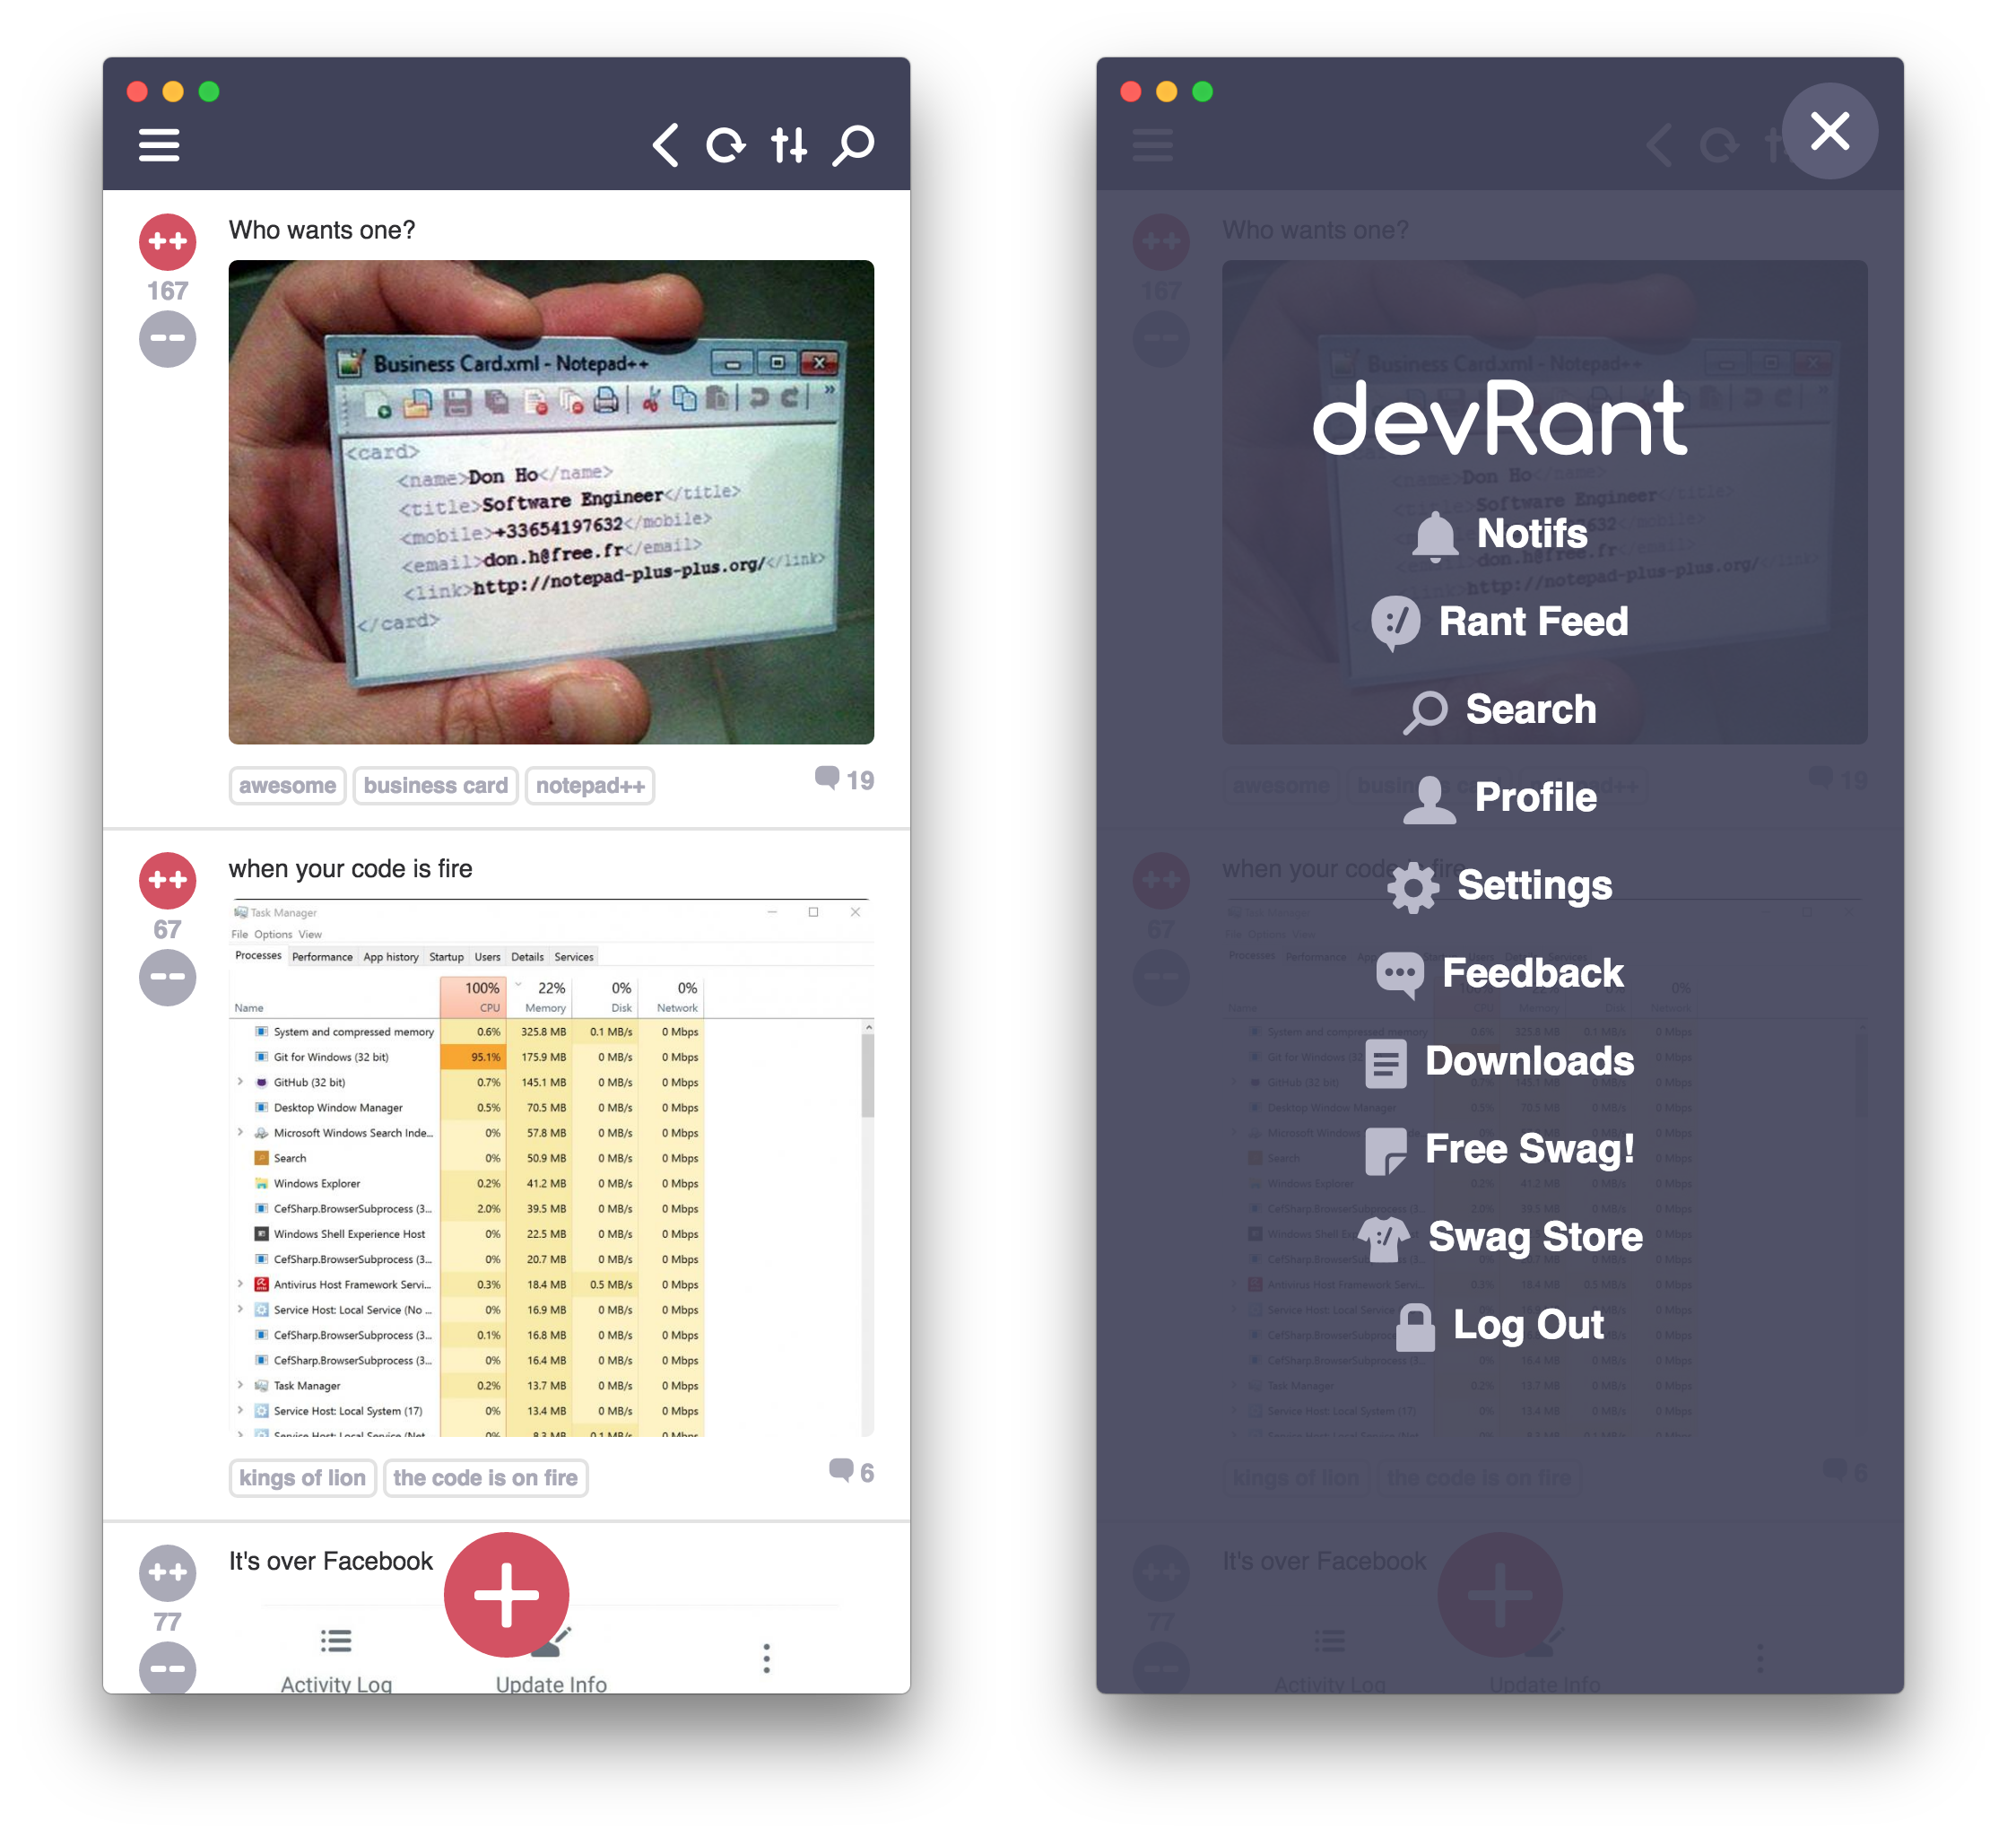 ++
Who wants one?
167
--
Business Card.xml - Notepad++
<card>
<name>Don Ho</name>
<title>Software Engineer</title>
<mobile>+33654197632</mobile>
<email>don.h@free.fr</email>
<link>http://notepad-plus-plus.org/</link>
</card>
awesome business card notepad++ 19
++
when your code is fire
67
--
Task Manager
File Options View
Processes Performance App history Startup Users Details Services
100% 22% 0% 0%
Name CPU Memory Disk Network
System and compressed memory 0.6% 325.8 MB 0.1 MB/s 0 Mbps
Git for Windows (32 bit) 95.1% 175.9 MB 0 MB/s 0 Mbps
GitHub (32 bit) 0.7% 145.1 MB 0 MB/s 0 Mbps
Desktop Window Manager 0.5% 70.5 MB 0 MB/s 0 Mbps
Microsoft Windows Search Inde... 0% 57.8 MB 0 MB/s 0 Mbps
Search 0% 50.9 MB 0 MB/s 0 Mbps
Windows Explorer 0.2% 41.2 MB 0 MB/s 0 Mbps
CefSharp.BrowserSubprocess (3... 2.0% 39.5 MB 0 MB/s 0 Mbps
Windows Shell Experience Host 0% 22.5 MB 0 MB/s 0 Mbps
CefSharp.BrowserSubprocess (3... 0% 20.7 MB 0 MB/s 0 Mbps
Antivirus Host Framework Servi... 0.3% 18.4 MB 0.5 MB/s 0 Mbps
Service Host: Local Service (No ... 0% 16.9 MB 0 MB/s 0 Mbps
CefSharp.BrowserSubprocess (3... 0.1% 16.8 MB 0 MB/s 0 Mbps
CefSharp.BrowserSubprocess (3... 0% 16.4 MB 0 MB/s 0 Mbps
Task Manager 0.2% 13.7 MB 0 MB/s 0 Mbps
Service Host: Local System (17) 0% 13.4 MB 0 MB/s 0 Mbps
Service Host: Local Service (Net 0% 8.3 MB 0.1 MB/s 0 Mbps
kings of lion the code is on fire 6
++
It's over Facebook
77
--
Activity Log Update Info
devRant
Notifs
Rant Feed
Search
Profile
Settings
Feedback
Downloads
Free Swag!
Swag Store
Log Out